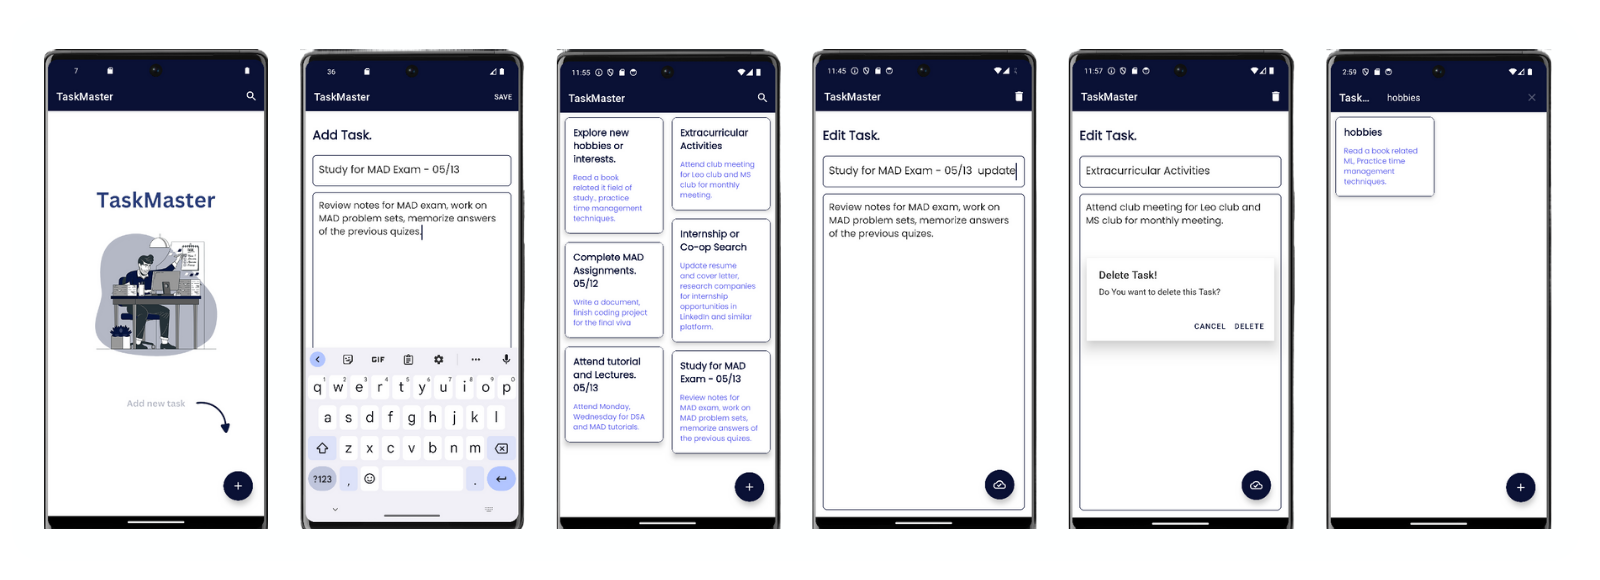 7
TaskMaster
TaskMaster
Add new task
+
36
TaskMaster
SAVE
Add Task.
Study for MAD Exam - 05/13
Review notes for MAD exam, work on
MAD problem sets, memorize answers
of the previous quizes.
GIF
q1 w2 e3 r4 t5 y6 u7 i8 o9 p0
a s d f g h j k l
z x c v b n m
?123 , .
11:55
TaskMaster
Explore new
hobbies or
interests.
Read a book
related it field of
study., practice
time management
techniques.
Complete MAD
Assignments.
05/12
Write a document,
finish coding project
for the final viva
Attend tutorial
and Lectures.
05/13
Attend Monday,
Wednesday for DSA
and MAD tutorials.
Extracurricular
Activities
Attend club meeting
for Leo club and MS
club for monthly
meeting.
Internship or
Co-op Search
Update resume
and cover letter,
research companies
for internship
opportunities in
LinkedIn and similar
platform.
Study for MAD
Exam - 05/13
Review notes for
MAD exam, work on
MAD problem sets,
memorize answers of
the previous quizes.
+
11:45
TaskMaster
Edit Task.
Study for MAD Exam - 05/13 update
Review notes for MAD exam, work on
MAD problem sets, memorize answers
of the previous quizes.
11:57
TaskMaster
Edit Task.
Extracurricular Activities
Attend club meeting for Leo club and
MS club for monthly meeting.
Delete Task!
Do You want to delete this Task?
CANCEL DELETE
2:59
Task... hobbies
hobbies
Read a book related
ML, Practice time
management
techniques.
+